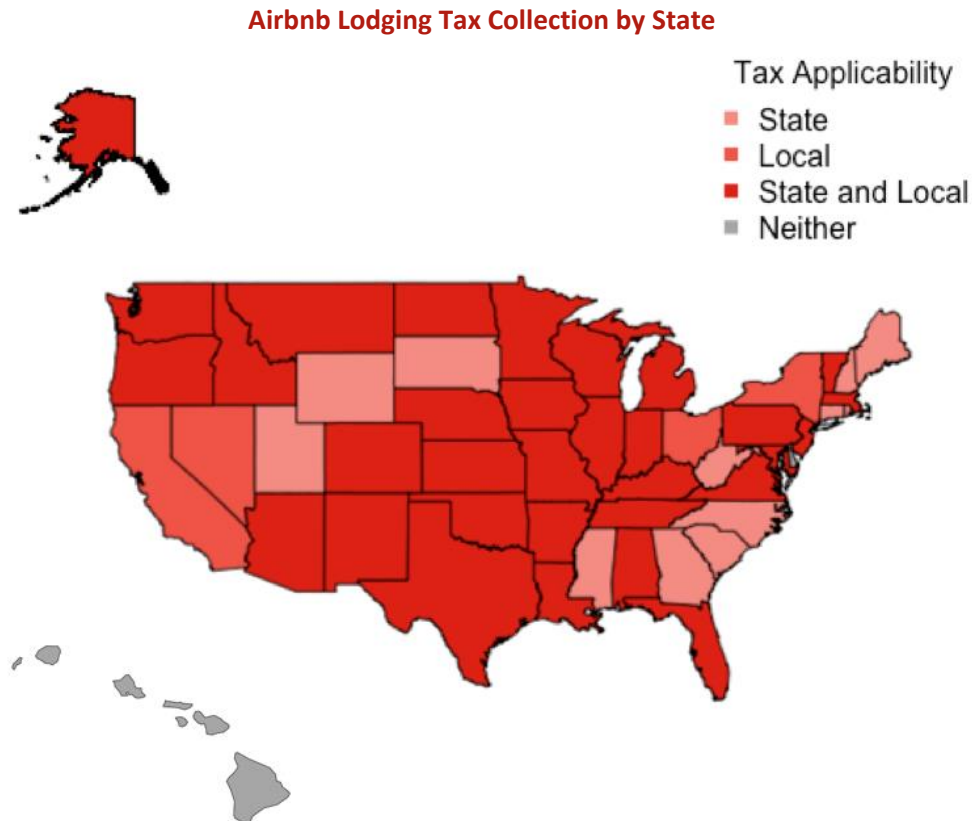 Airbnb Lodging Tax Collection by State
Tax Applicability
State
Local
State and Local
Neither